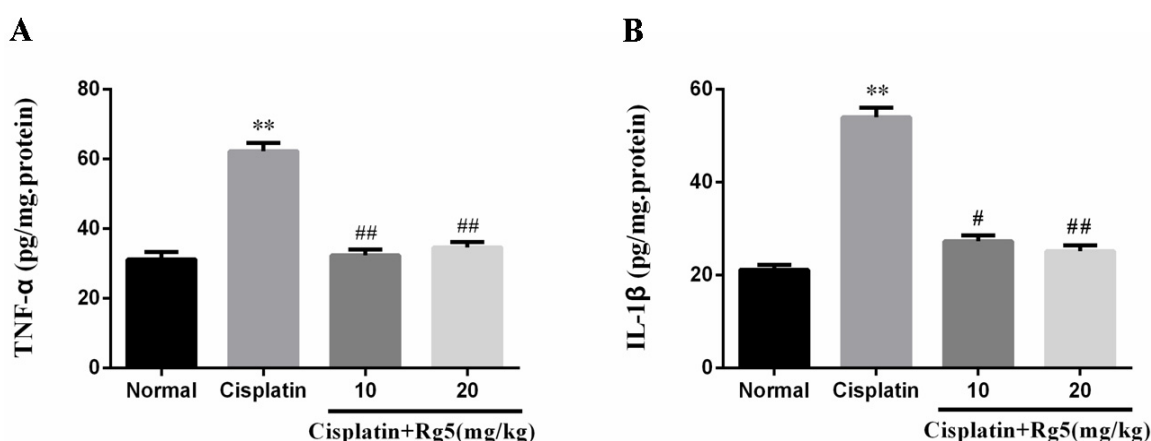 A
TNF-α (pg/mg.protein)
80
60
40
20
0
**
##
##
Normal Cisplatin 10 20
Cisplatin+Rg5(mg/kg)
B
IL-1β (pg/mg.protein)
60
40
20
0
**
#
##
Normal Cisplatin 10 20
Cisplatin+Rg5(mg/kg)